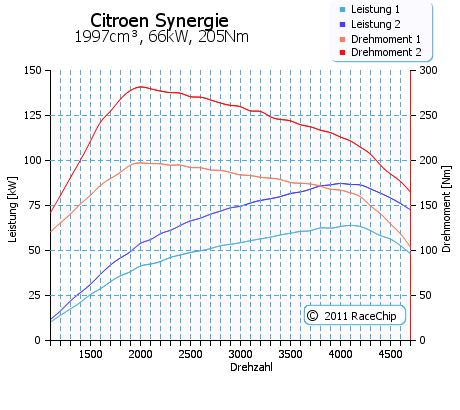 Citroen Synergie
1997cm³, 66kW, 205Nm
Leistung 1
Leistung 2
Drehmoment 1
Drehmoment 2
150
125
100
75
50
25
0
Leistung [kW]
300
250
200
150
100
50
0
Drehmoment [Nm]
1500 2000 2500 3000 3500 4000 4500
Drehzahl
© 2011 RaceChip